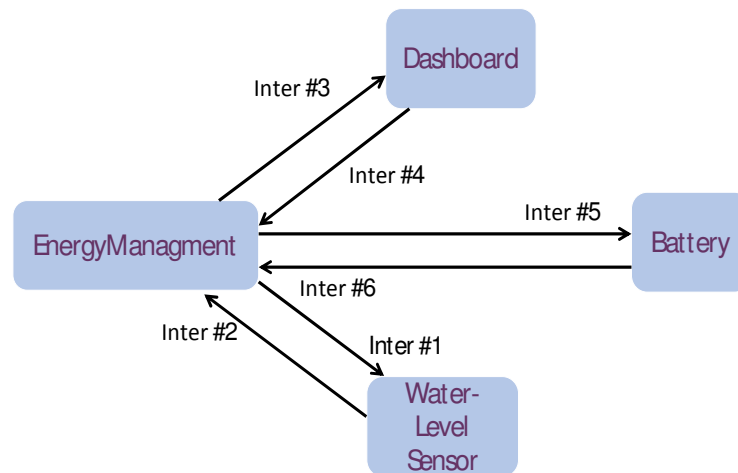 Dashboard
Inter #3
Inter #4
Inter #5
EnergyManagment
Battery
Inter #6
Inter #2
Inter #1
Water-
Level
Sensor